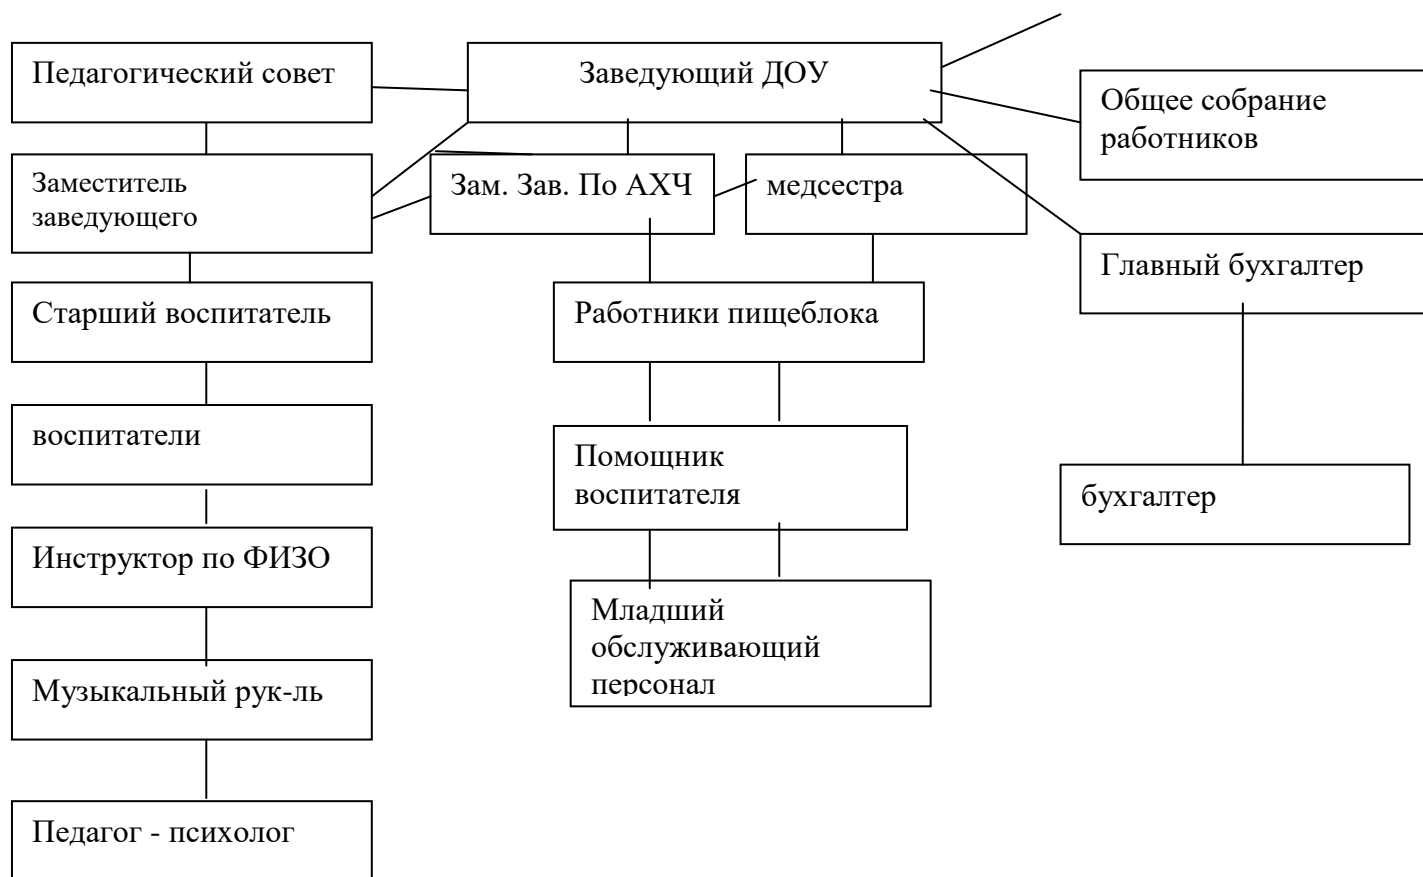 Педагогический совет
Заведующий ДОУ
Общее собрание
работников
Заместитель
заведующего
Зам. Зав. По АХЧ
медсестра
Главный бухгалтер
Старший воспитатель
Работники пищеблока
воспитатели
Помощник
воспитателя
бухгалтер
Инструктор по ФИЗО
Младший
обслуживающий
персонал
Музыкальный рук-ль
Педагог - психолог